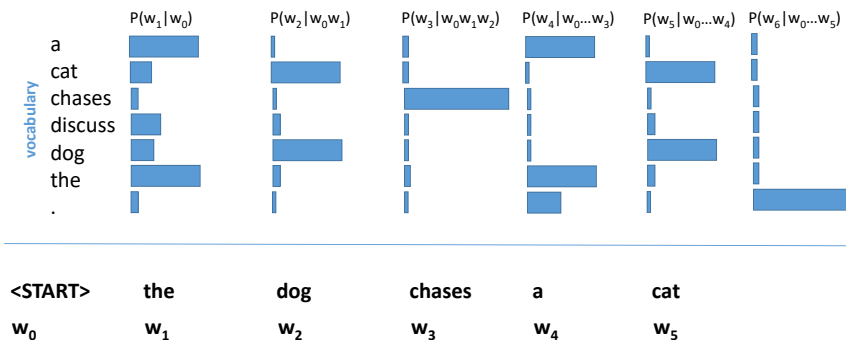 P(w₁|w₀) P(w₂|w₀w₁) P(w₃|w₀w₁w₂) P(w₄|w₀...w₃) P(w₅|w₀...w₄) P(w₆|w₀...w₅)
vocabulary
a
cat
chases
discuss
dog
the
.
<START> the dog chases a cat
w₀ w₁ w₂ w₃ w₄ w₅